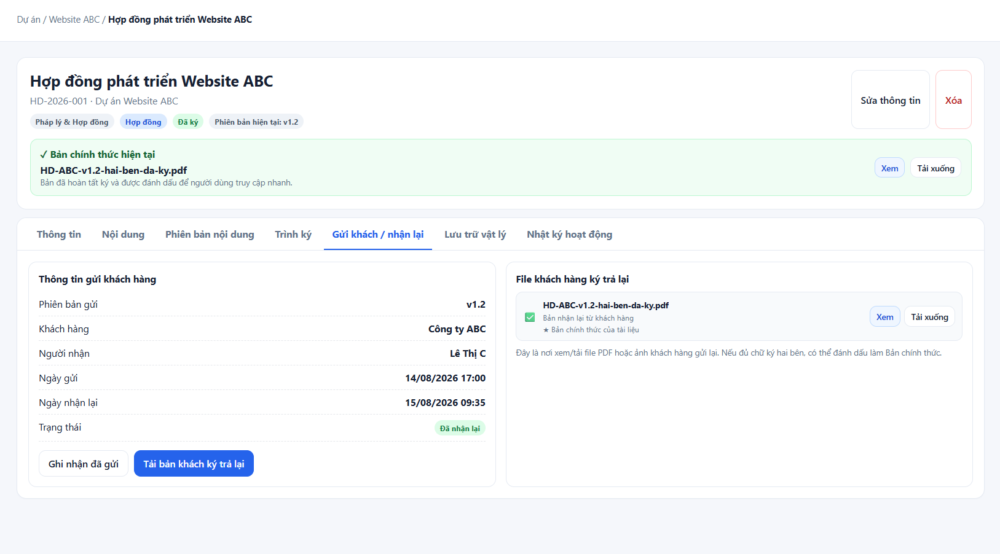 Dự án / Website ABC / Hợp đồng phát triển Website ABC
Hợp đồng phát triển Website ABC
HD-2026-001 · Dự án Website ABC
Pháp lý & Hợp đồng
Hợp đồng
Đã ký
Phiên bản hiện tại: v1.2
Sửa thông tin
Xóa
✓ Bản chính thức hiện tại
HD-ABC-v1.2-hai-ben-da-ky.pdf
Bản đã hoàn tất ký và được đánh dấu để người dùng truy cập nhanh.
Xem
Tải xuống
Thông tin
Nội dung
Phiên bản nội dung
Trình ký
Gửi khách / nhận lại
Lưu trữ vật lý
Nhật ký hoạt động
Thông tin gửi khách hàng
Phiên bản gửi v1.2
Khách hàng Công ty ABC
Người nhận Lê Thị C
Ngày gửi 14/08/2026 17:00
Ngày nhận lại 15/08/2026 09:35
Trạng thái Đã nhận lại
Ghi nhận đã gửi
Tải bản khách ký trả lại
File khách hàng ký trả lại
HD-ABC-v1.2-hai-ben-da-ky.pdf
Bản nhận lại từ khách hàng
★ Bản chính thức của tài liệu
Xem
Tải xuống
Đây là nơi xem/tải file PDF hoặc ảnh khách hàng gửi lại. Nếu đủ chữ ký hai bên, có thể đánh dấu làm Bản chính thức.